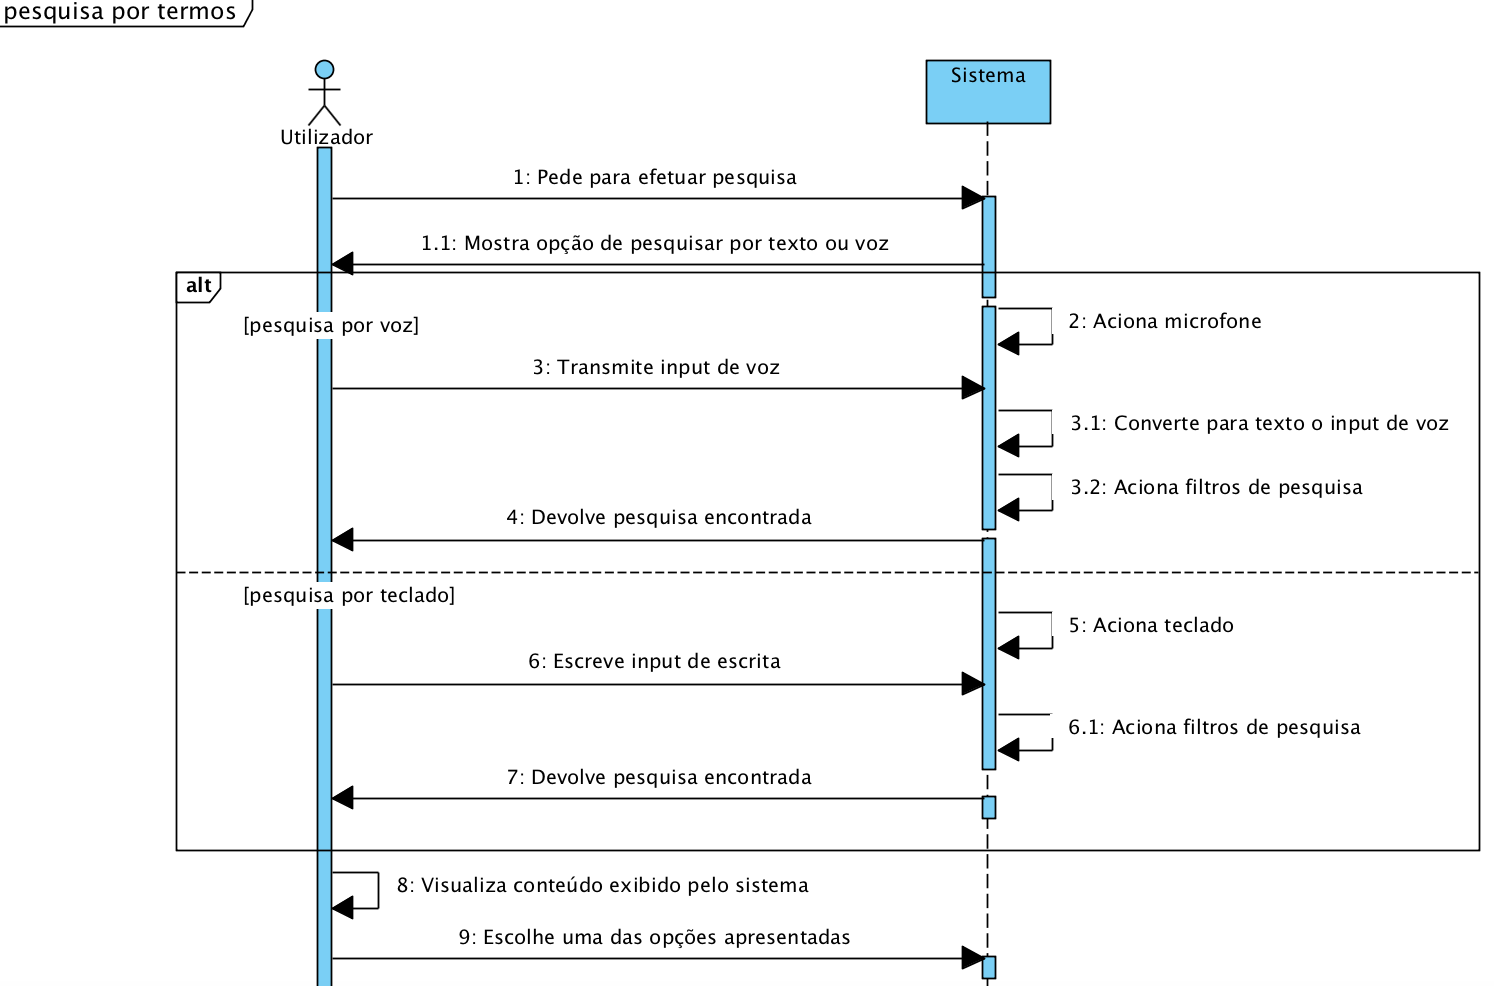 pesquisa por termos
Sistema
Utilizador
1: Pede para efetuar pesquisa
1.1: Mostra opção de pesquisar por texto ou voz
alt
[pesquisa por voz]
2: Aciona microfone
3: Transmite input de voz
3.1: Converte para texto o input de voz
3.2: Aciona filtros de pesquisa
4: Devolve pesquisa encontrada
[pesquisa por teclado]
5: Aciona teclado
6: Escreve input de escrita
6.1: Aciona filtros de pesquisa
7: Devolve pesquisa encontrada
8: Visualiza conteúdo exibido pelo sistema
9: Escolhe uma das opções apresentadas